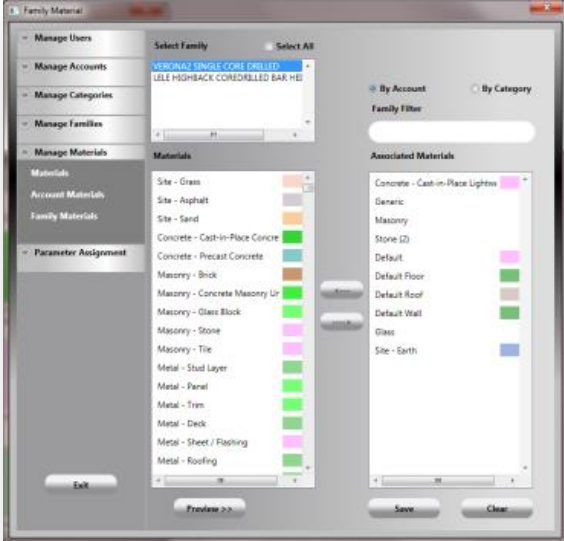 Family Material
Manage Users
Manage Accounts
Manage Categories
Manage Families
Manage Materials
Materials
Account Materials
Family Materials
Parameter Assignment
Exit
Select Family
Select All
VERONA2 SINGLE CORE DRILLED
LELE HIGHBACK COREDRILLED BAR HEI
Materials
Site - Grass
Site - Asphalt
Site - Sand
Concrete - Cast-in-Place Concre
Concrete - Precast Concrete
Masonry - Brick
Masonry - Concrete Masonry Ur
Masonry - Glass Block
Masonry - Stone
Masonry - Tile
Metal - Stud Layer
Metal - Panel
Metal - Trim
Metal - Deck
Metal - Sheet / Flashing
Metal - Roofing
Preview >>
<---
--->
By Account
By Category
Family Filter
Associated Materials
Concrete - Cast-in-Place Lightwe
Generic
Masonry
Stone (2)
Default
Default Floor
Default Roof
Default Wall
Glass
Site - Earth
Save
Clear